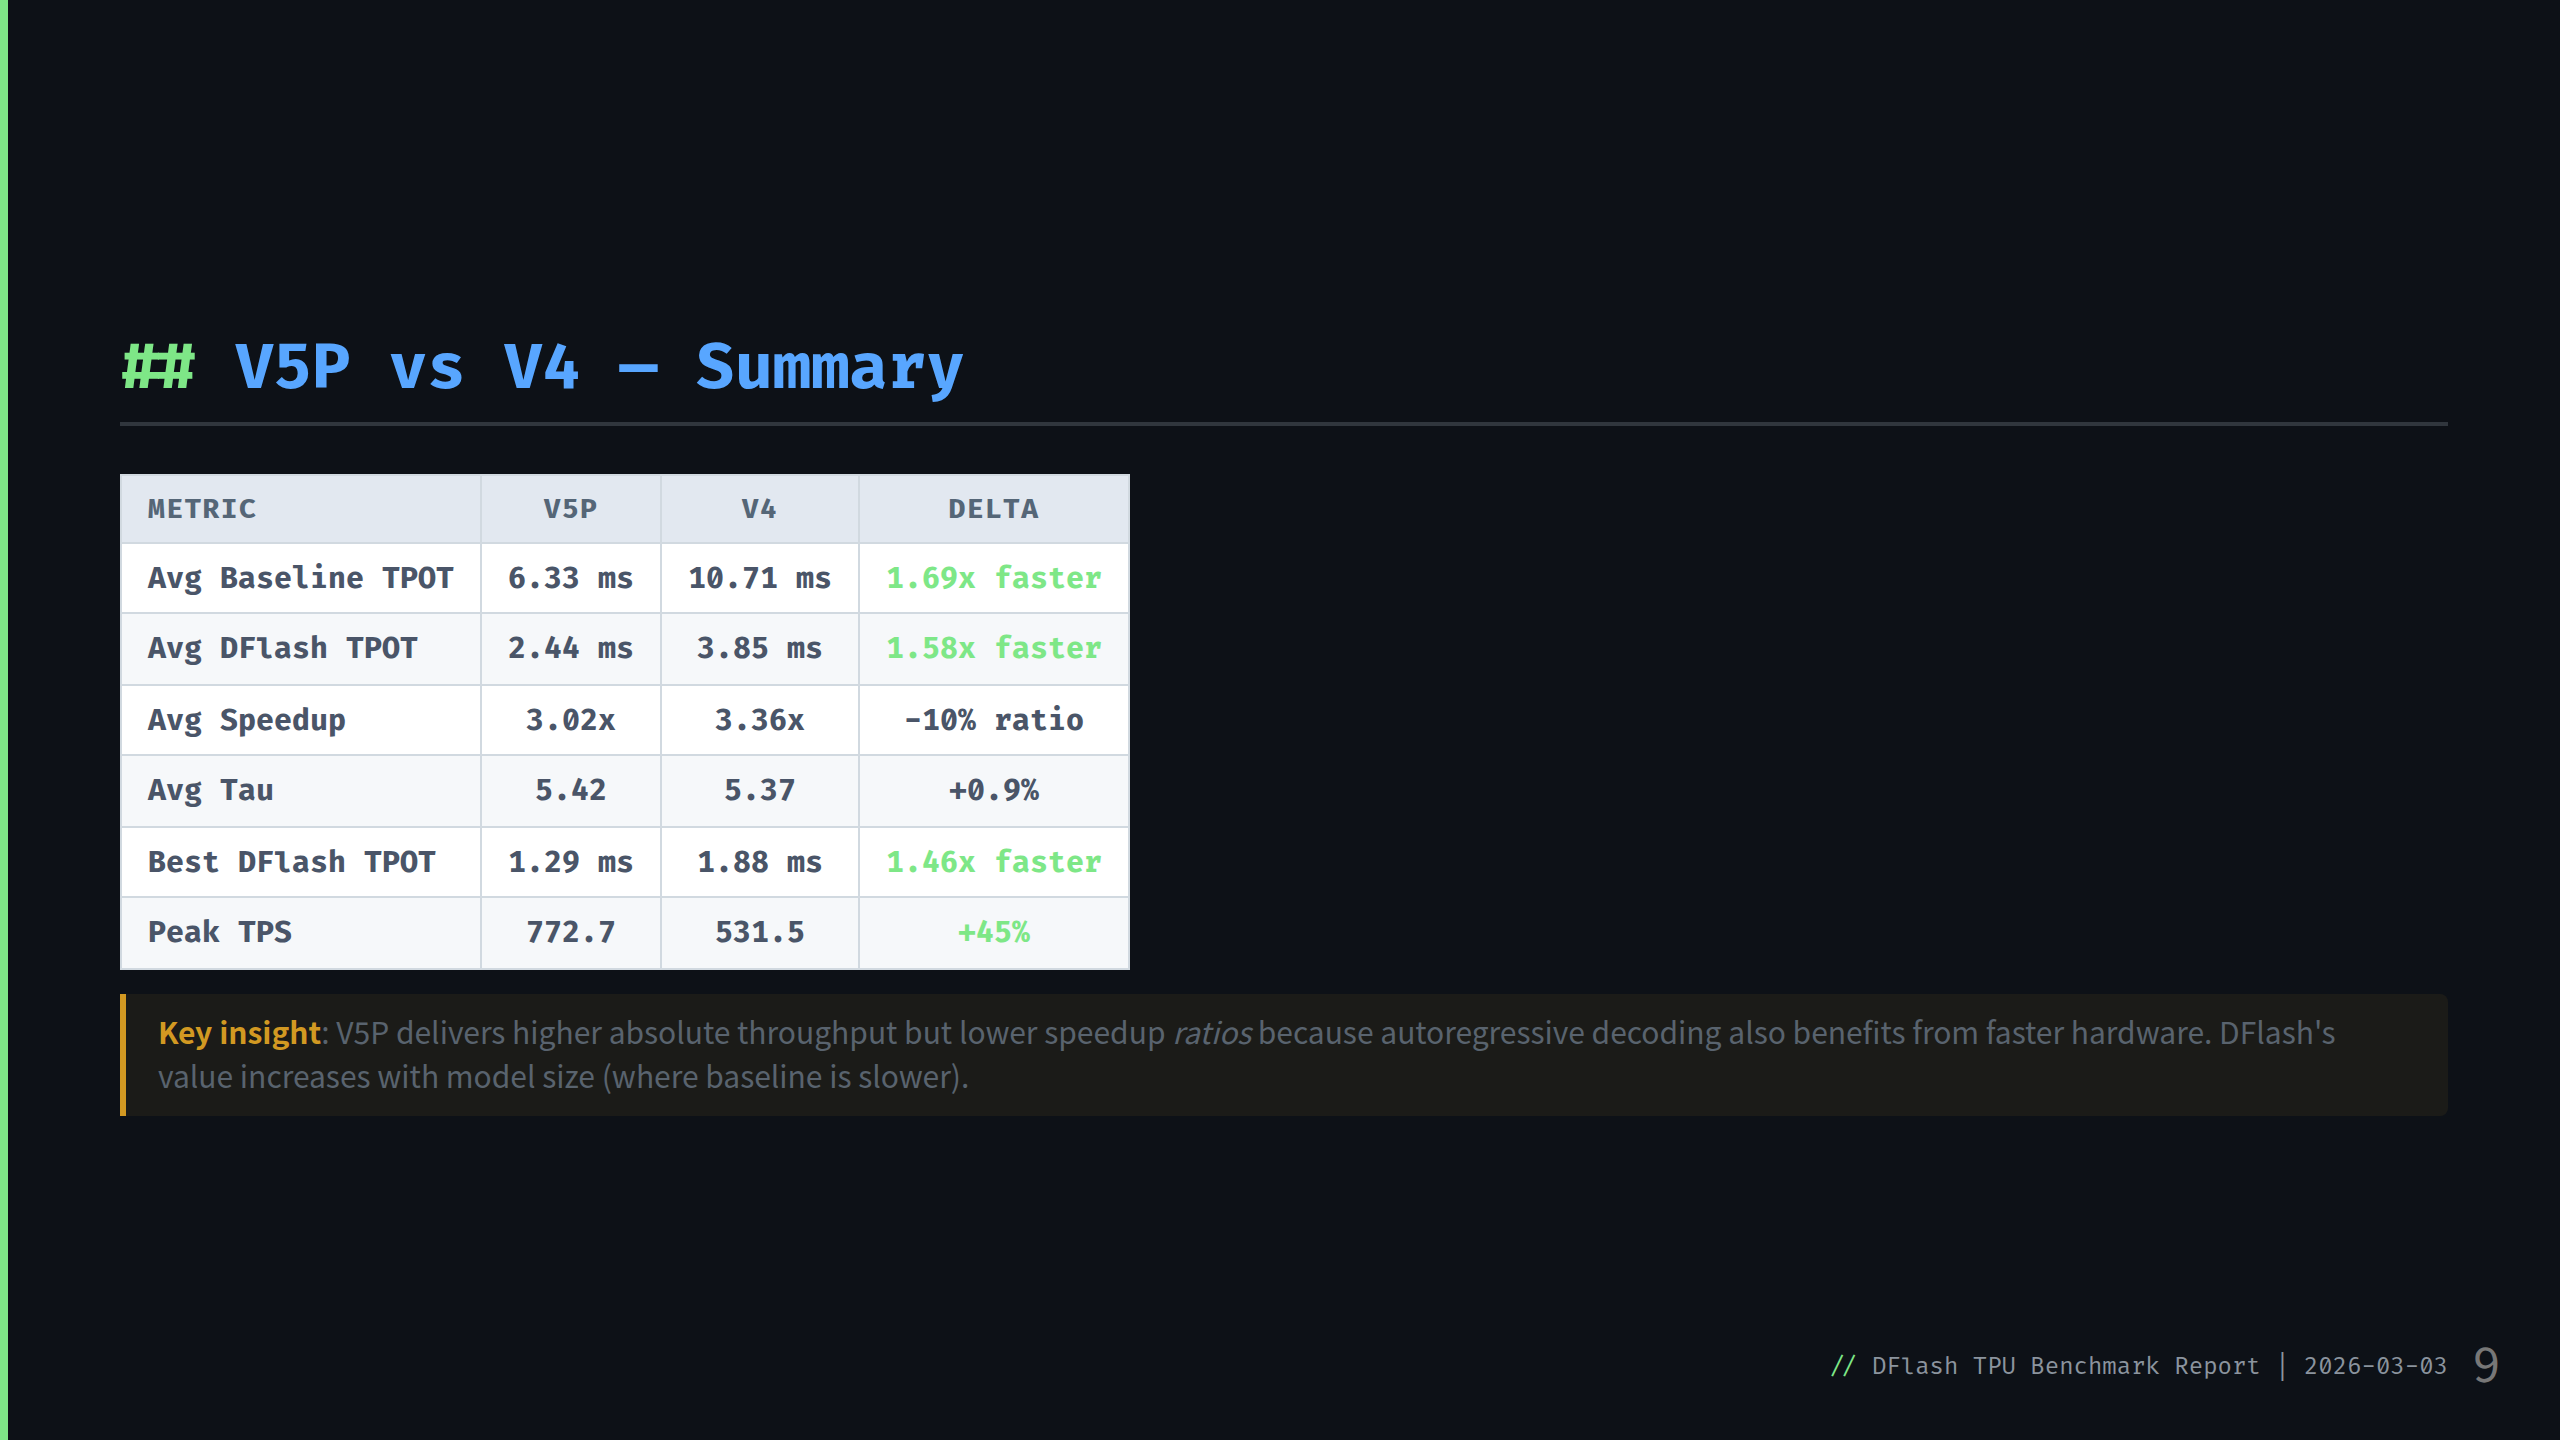 ## V5P vs V4 — Summary
METRIC V5P V4 DELTA
Avg Baseline TPOT 6.33 ms 10.71 ms 1.69x faster
Avg DFlash TPOT 2.44 ms 3.85 ms 1.58x faster
Avg Speedup 3.02x 3.36x -10% ratio
Avg Tau 5.42 5.37 +0.9%
Best DFlash TPOT 1.29 ms 1.88 ms 1.46x faster
Peak TPS 772.7 531.5 +45%
Key insight: V5P delivers higher absolute throughput but lower speedup ratios because autoregressive decoding also benefits from faster hardware. DFlash's
value increases with model size (where baseline is slower).
// DFlash TPU Benchmark Report | 2026-03-03 9